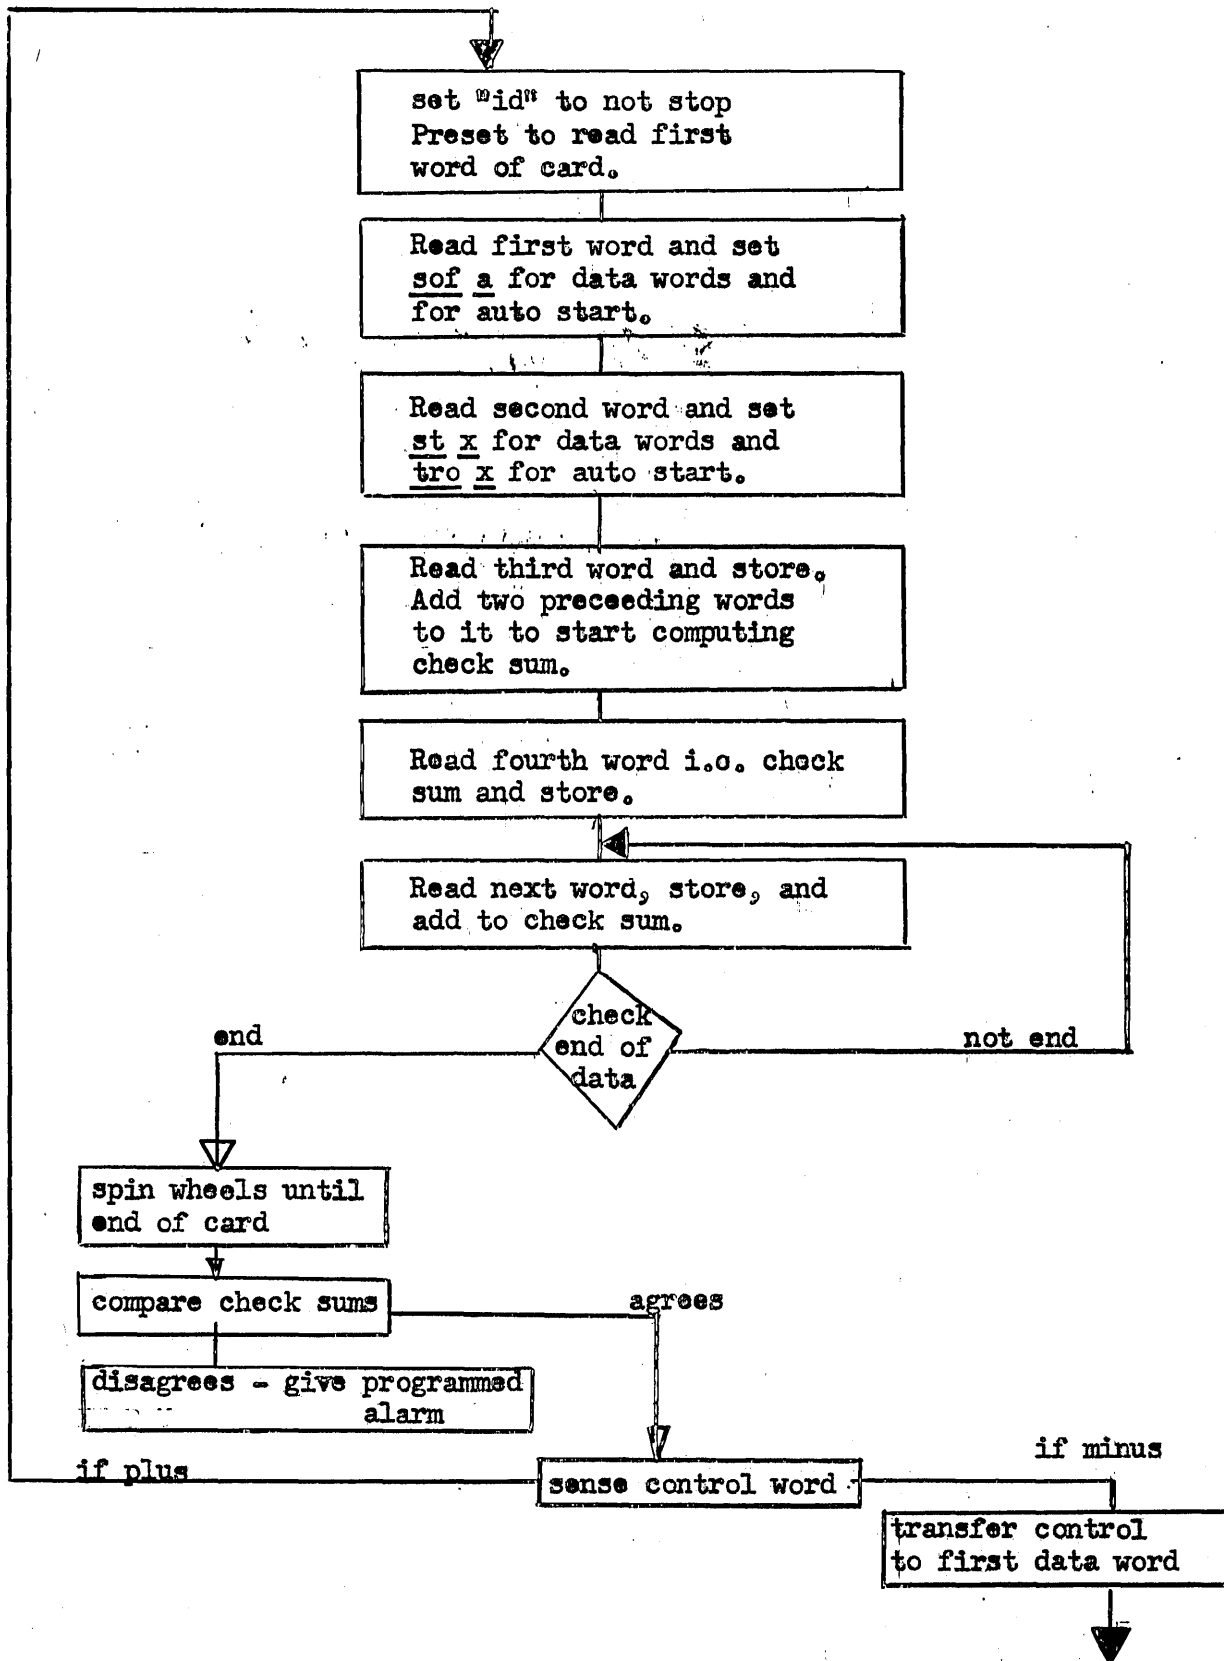 set "id" to not stop
Preset to read first
word of card.
Read first word and set
sof a for data words and
for auto start.
Read second word and set
st x for data words and
tro x for auto start.
Read third word and store.
Add two preceeding words
to it to start computing
check sum.
Read fourth word i.e. check
sum and store.
Read next word, store, and
add to check sum.
check
end of
data
end
not end
spin wheels until
end of card
compare check sums
agrees
disagrees - give programmed
alarm
if plus
sense control word
if minus
transfer control
to first data word